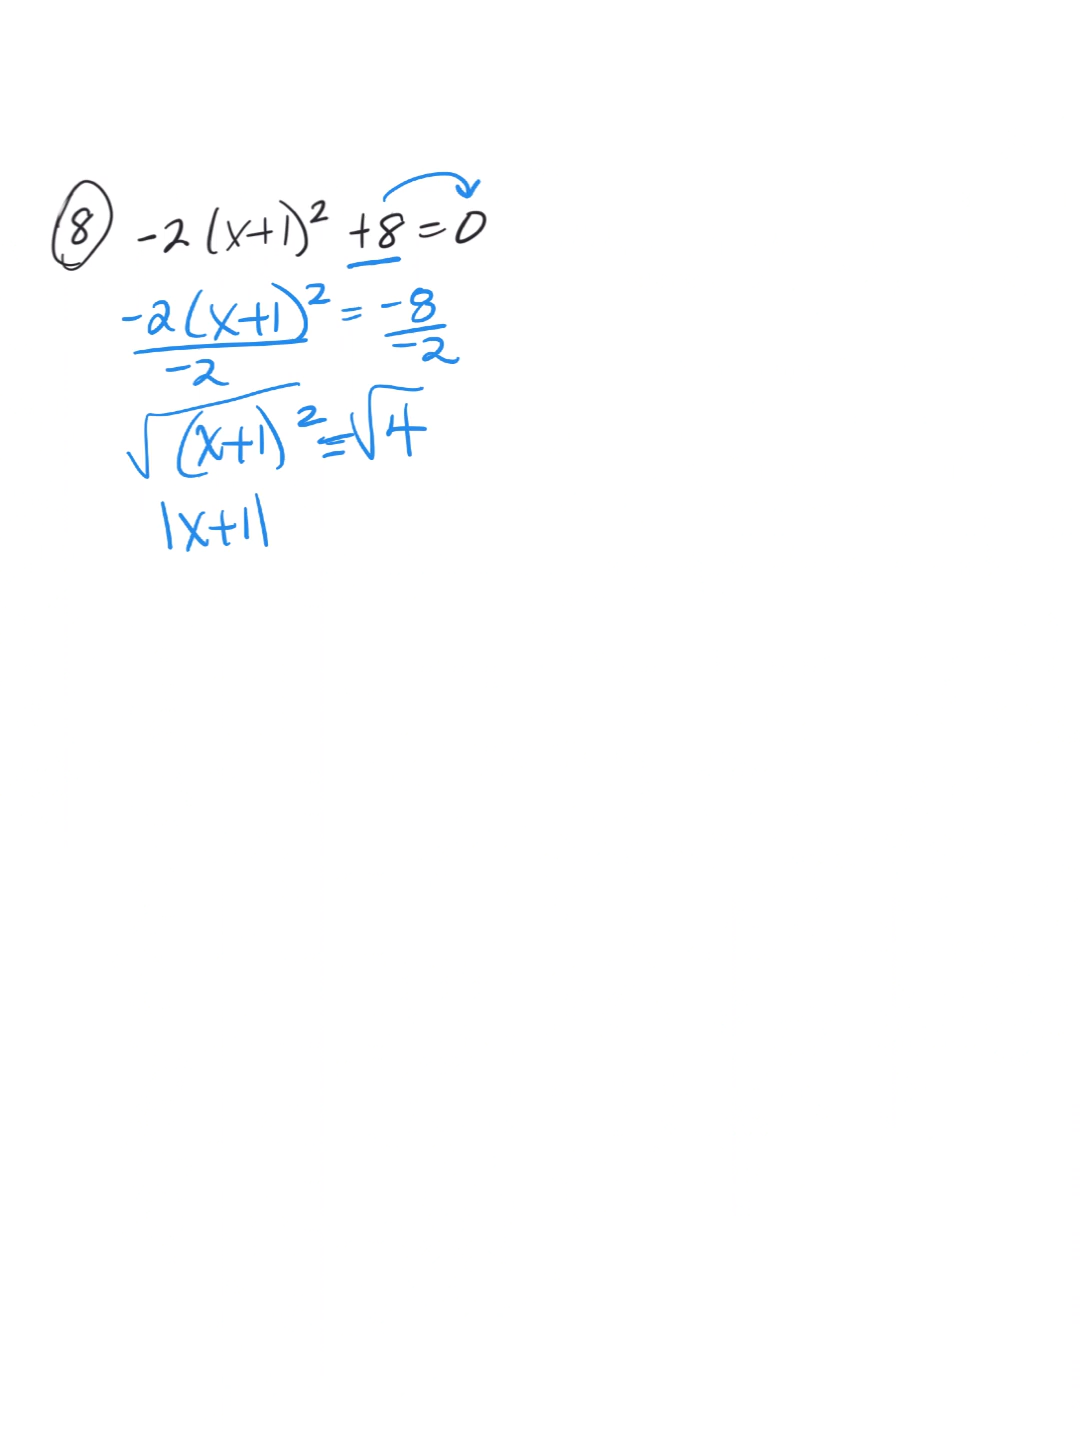 8 -2(x+1)² +8=0
-2(x+1)² = -8
-2 -2
√(x+1)² = √4
|x+1|